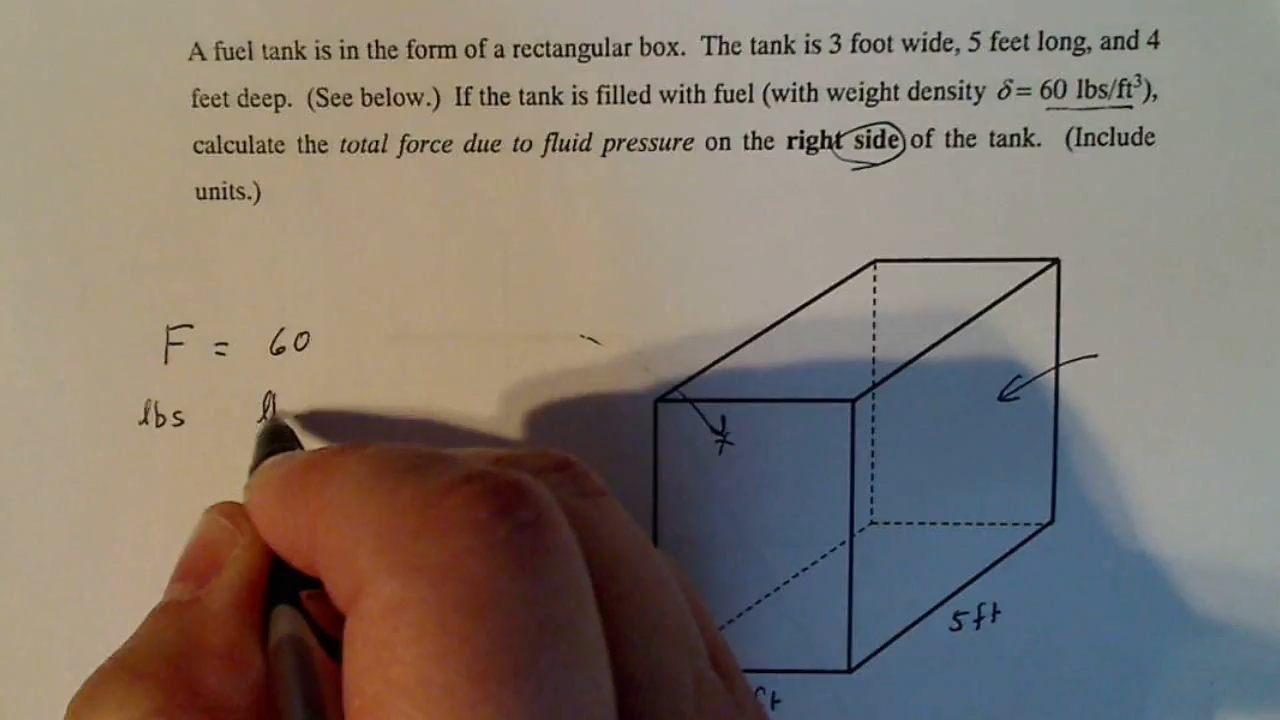 A fuel tank is in the form of a rectangular box. The tank is 3 foot wide, 5 feet long, and 4
feet deep. (See below.) If the tank is filled with fuel (with weight density δ = 60 lbs/ft³),
calculate the total force due to fluid pressure on the right side of the tank. (Include
units.)
F = 60
lbs
5ft